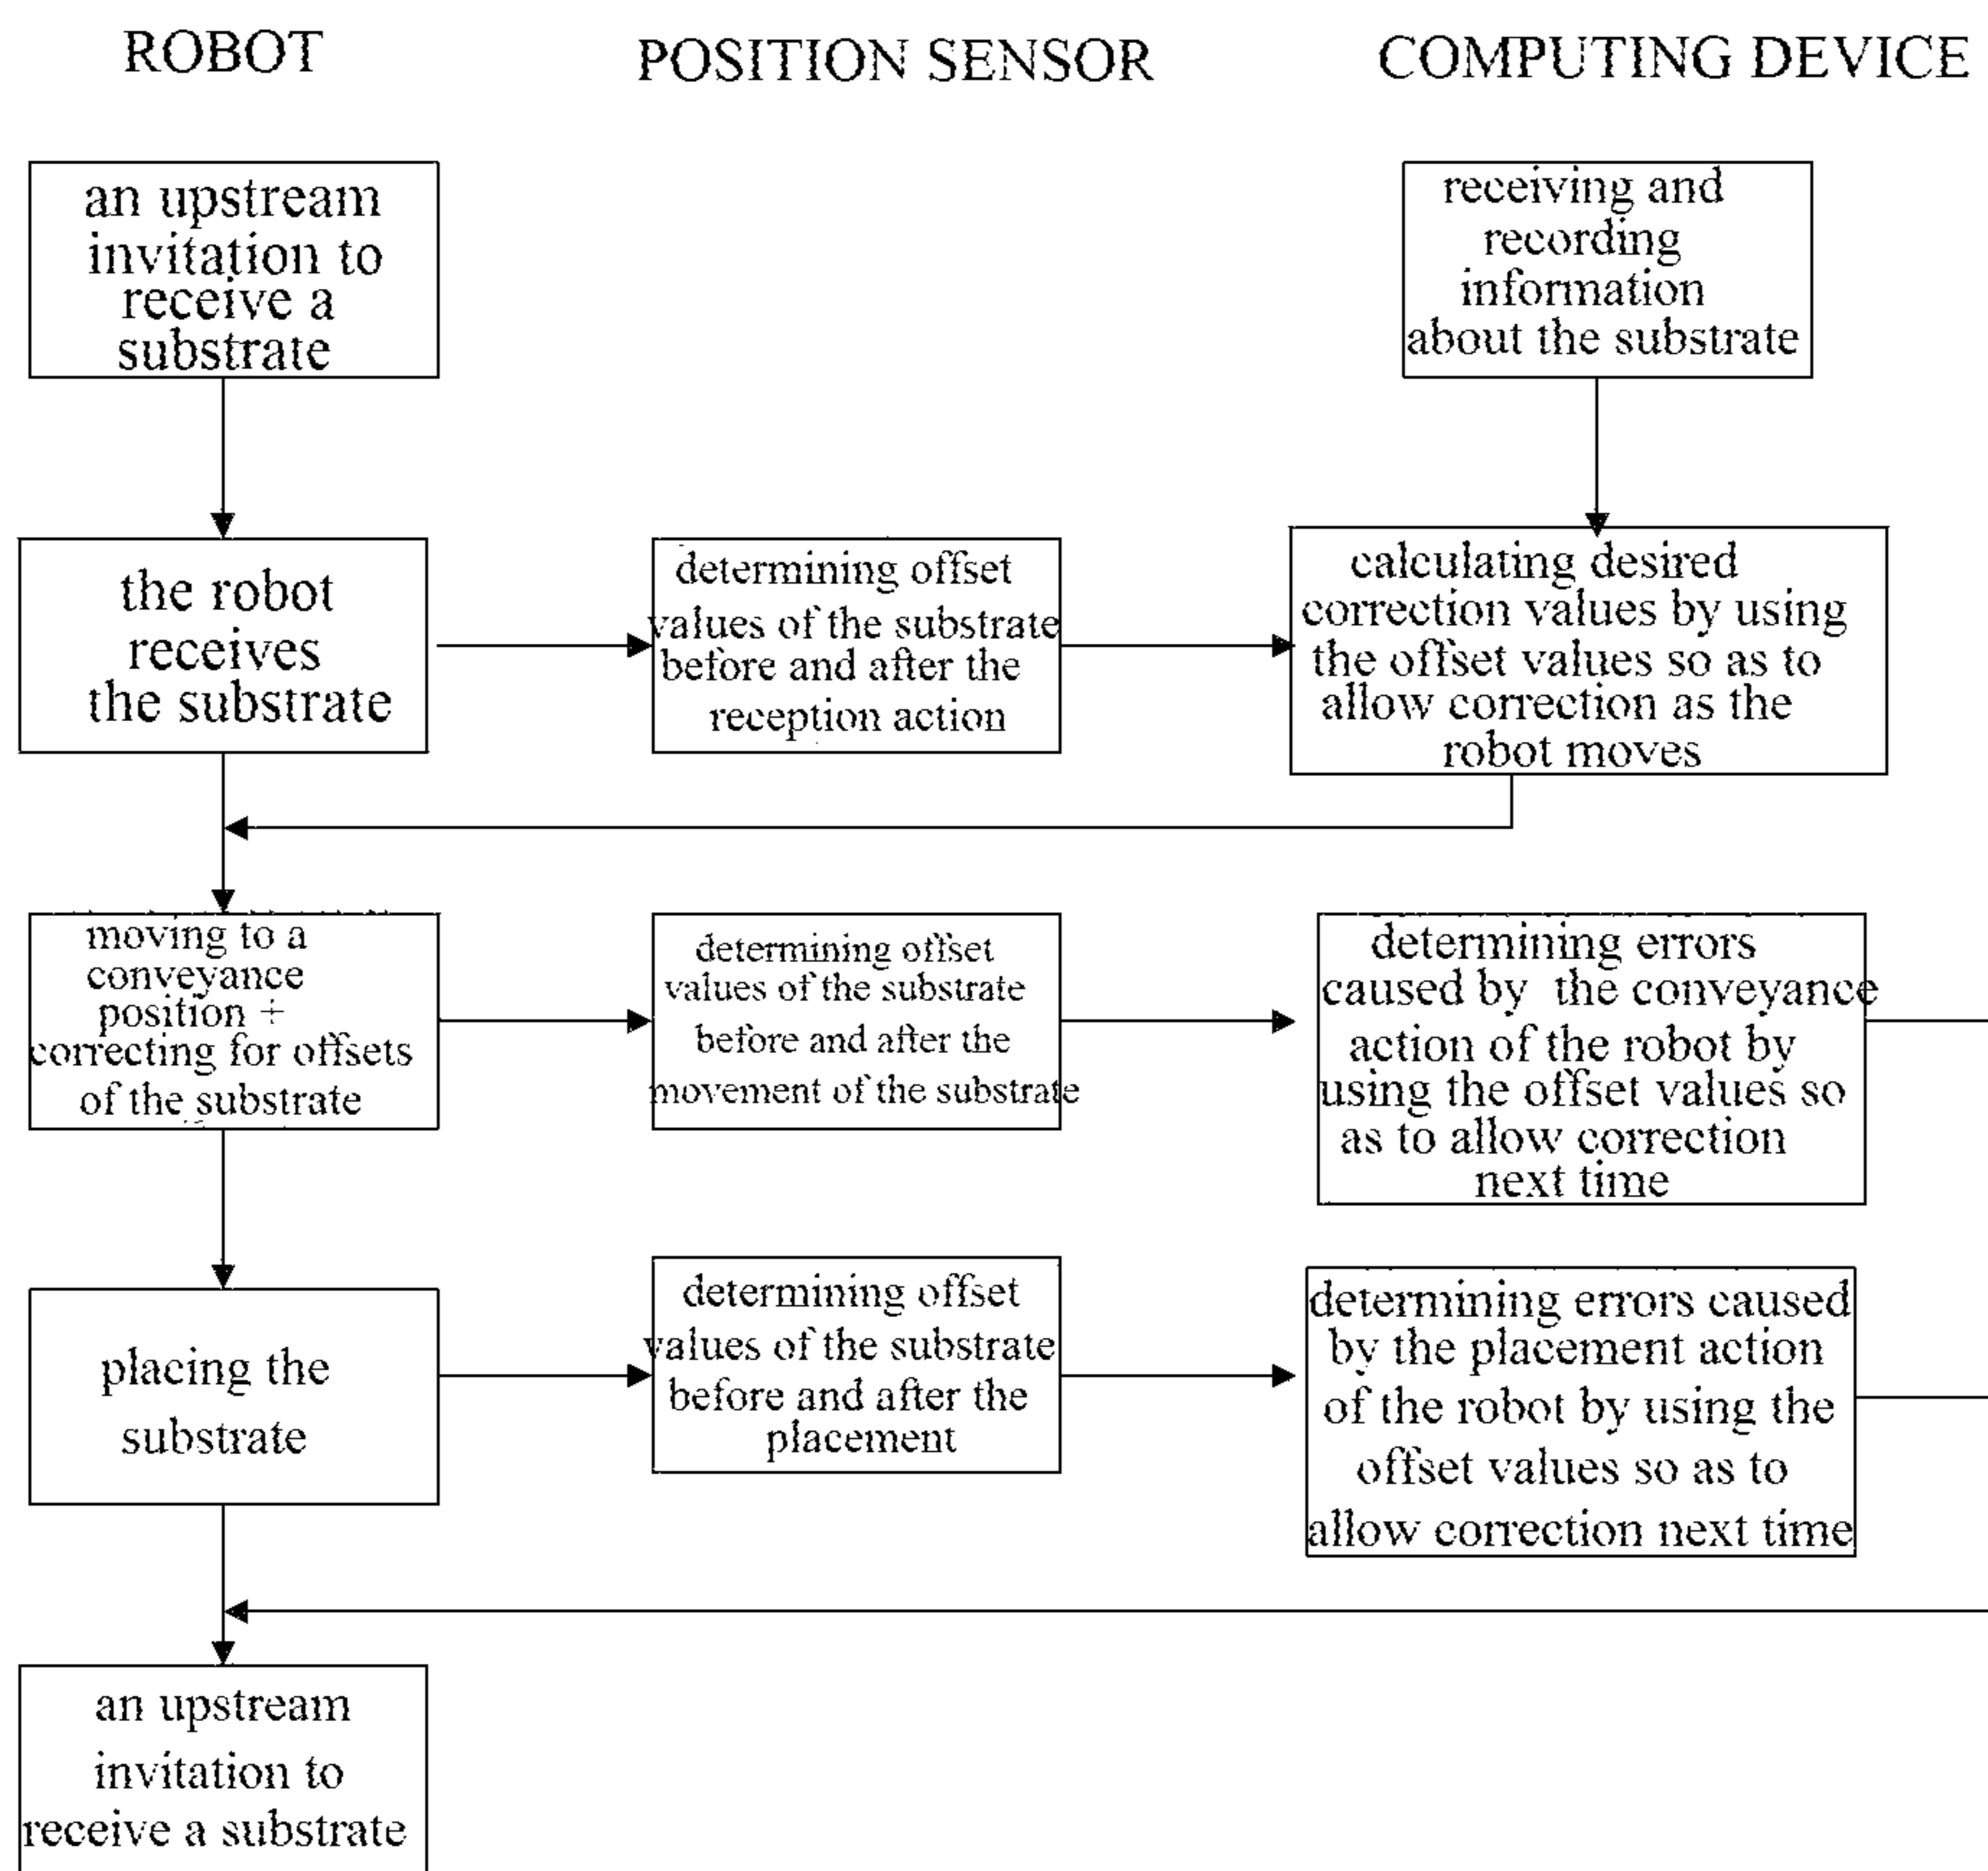 ROBOT
POSITION SENSOR
COMPUTING DEVICE
an upstream
invitation to
receive a
substrate
receiving and
recording
information
about the substrate
the robot
receives
the substrate
determining offset
values of the substrate
before and after the
reception action
calculating desired
correction values by using
the offset values so as to
allow correction as the
robot moves
moving to a
conveyance
position +
correcting for offsets
of the substrate
determining offset
values of the substrate
before and after the
movement of the substrate
determining errors
caused by the conveyance
action of the robot by
using the offset values so
as to allow correction
next time
placing the
substrate
determining offset
values of the substrate
before and after the
placement
determining errors caused
by the placement action
of the robot by using the
offset values so as to
allow correction next time
an upstream
invitation to
receive a substrate